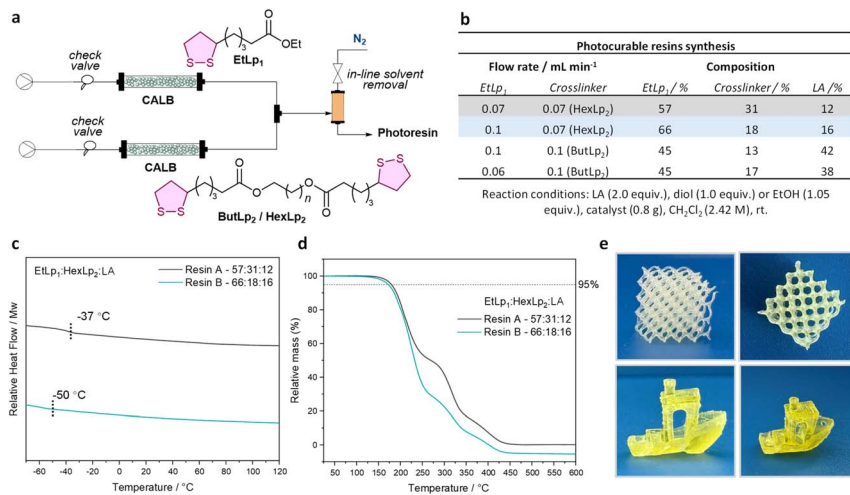 a
check
valve
CALB
check
valve
CALB
S-S
( )3
O
OEt
EtLp1
N2
in-line solvent
removal
Photoresin
S-S
( )3
O
O
( )n
O
O
( )3
S-S
ButLp2 / HexLp2
b
Photocurable resins synthesis
Flow rate / mL min-1 Composition
EtLp1 Crosslinker EtLp1 / % Crosslinker / % LA / %
0.07 0.07 (HexLp2) 57 31 12
0.1 0.07 (HexLp2) 66 18 16
0.1 0.1 (ButLp2) 45 13 42
0.06 0.1 (ButLp2) 45 17 38
Reaction conditions: LA (2.0 equiv.), diol (1.0 equiv.) or EtOH (1.05
equiv.), catalyst (0.8 g), CH2Cl2 (2.42 M), rt.
c
EtLp1:HexLp2:LA
Resin A - 57:31:12
Resin B - 66:18:16
-37 °C
-50 °C
Relative Heat Flow / Mw
-60 -40 -20 0 20 40 60 80 100 120
Temperature / °C
d
100
80
60
40
20
0
95%
EtLp1:HexLp2:LA
Resin A - 57:31:12
Resin B - 66:18:16
Relative mass (%)
50 100 150 200 250 300 350 400 450 500 550 600
Temperature / °C
e